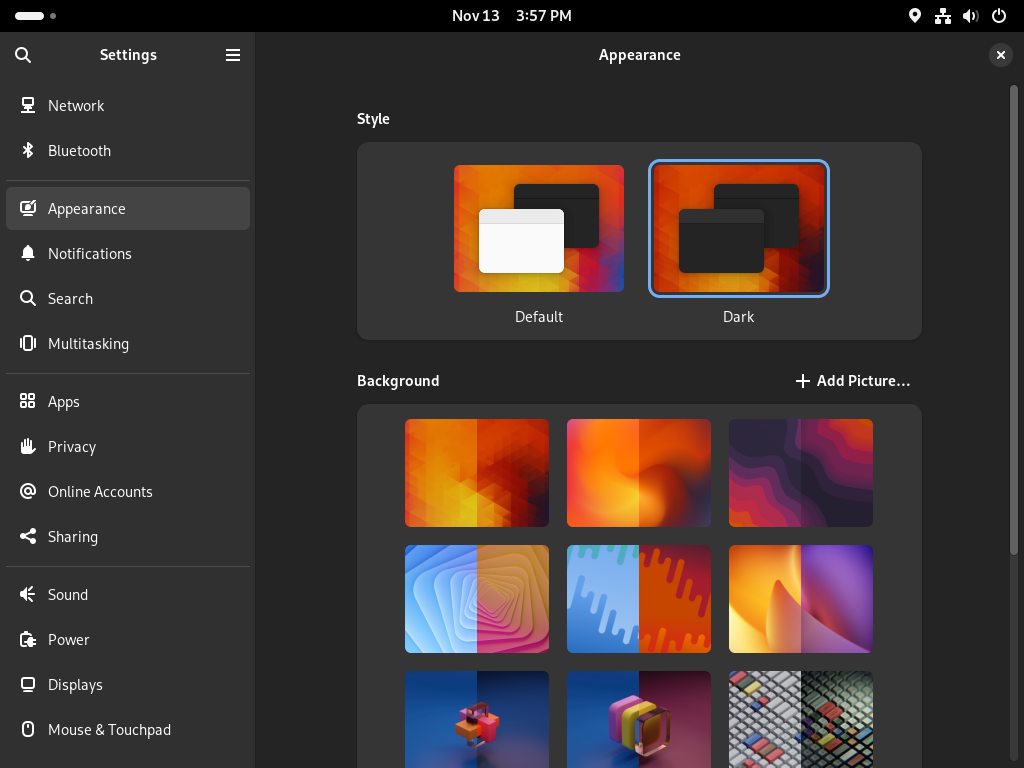 Nov 13 3:57 PM
Settings
Appearance
Network
Bluetooth
Appearance
Notifications
Search
Multitasking
Apps
Privacy
Online Accounts
Sharing
Sound
Power
Displays
Mouse & Touchpad
Style
Default
Dark
Background
Add Picture…